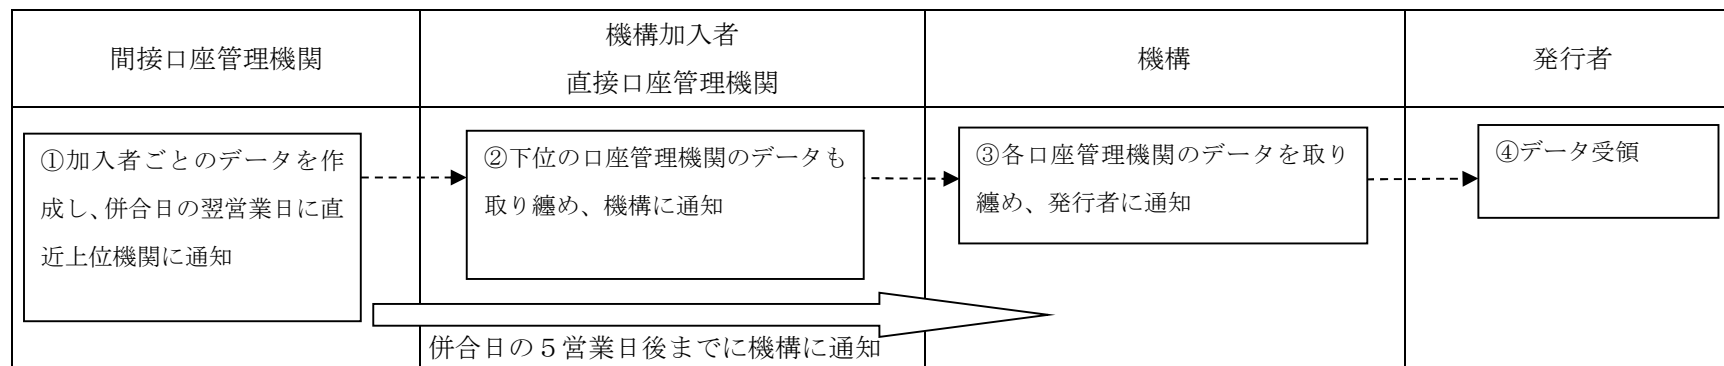 間接口座管理機関
機構加入者
直接口座管理機関
機構
発行者
①加入者ごとのデータを作
成し、併合日の翌営業日に直
近上位機関に通知
②下位の口座管理機関のデータも
取り纏め、機構に通知
③各口座管理機関のデータを取り
纏め、発行者に通知
④データ受領
併合日の５営業日後までに機構に通知